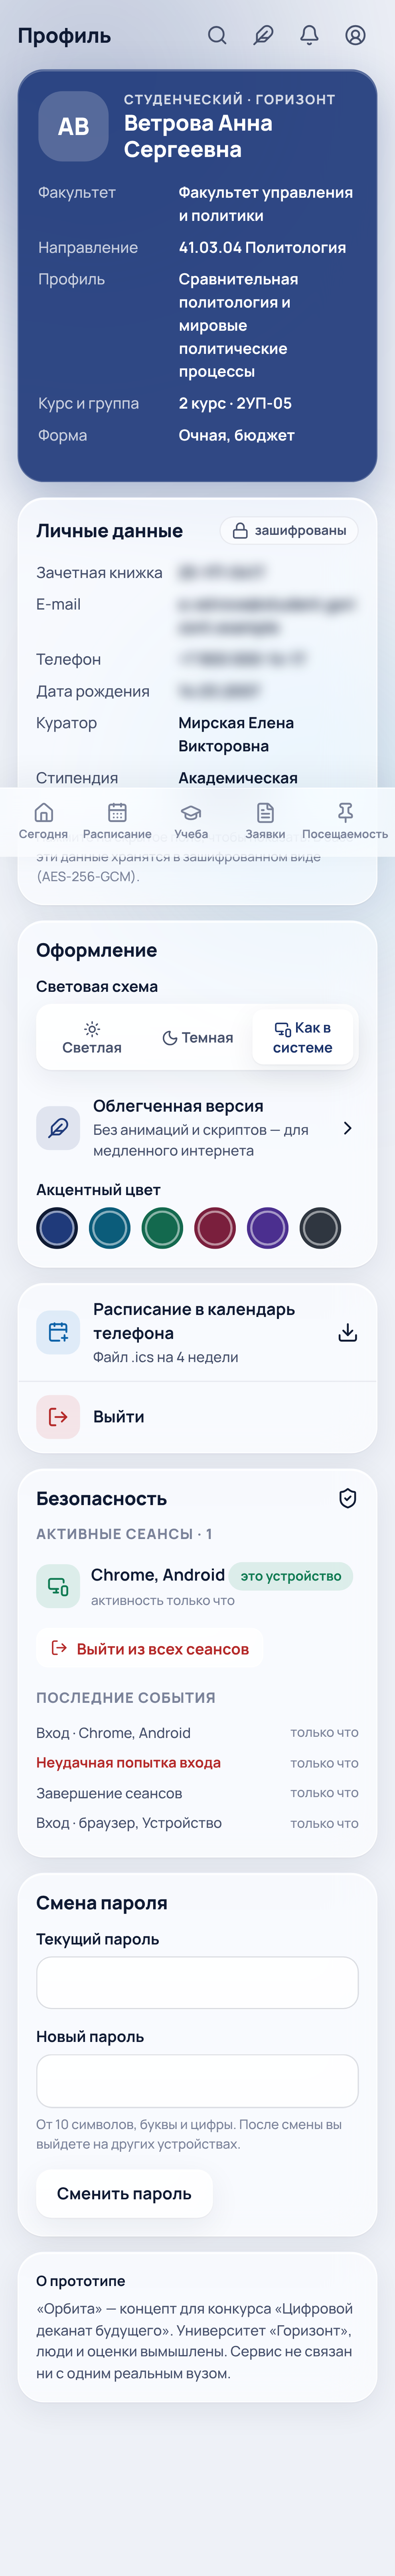 Профиль
АВ
СТУДЕНЧЕСКИЙ · ГОРИЗОНТ
Ветрова Анна
Сергеевна
Факультет
Факультет управления
и политики
Направление
41.03.04 Политология
Профиль
Сравнительная
политология и
мировые
политические
процессы
Курс и группа
2 курс · 2УП-05
Форма
Очная, бюджет
Личные данные
зашифрованы
Зачетная книжка
E-mail
Телефон
Дата рождения
Куратор
Мирская Елена
Викторовна
Стипендия
Академическая
Сегодня
Расписание
Учеба
Заявки
Посещаемость
эти данные хранятся в зашифрованном виде
(AES-256-GCM).
Оформление
Световая схема
Светлая
Темная
Как в
системе
Облегченная версия
Без анимаций и скриптов — для
медленного интернета
Акцентный цвет
Расписание в календарь
телефона
Файл .ics на 4 недели
Выйти
Безопасность
АКТИВНЫЕ СЕАНСЫ · 1
Chrome, Android
это устройство
активность только что
Выйти из всех сеансов
ПОСЛЕДНИЕ СОБЫТИЯ
Вход · Chrome, Android
только что
Неудачная попытка входа
только что
Завершение сеансов
только что
Вход · браузер, Устройство
только что
Смена пароля
Текущий пароль
Новый пароль
От 10 символов, буквы и цифры. После смены вы
выйдете на других устройствах.
Сменить пароль
О прототипе
«Орбита» — концепт для конкурса «Цифровой
деканат будущего». Университет «Горизонт»,
люди и оценки вымышлены. Сервис не связан
ни с одним реальным вузом.